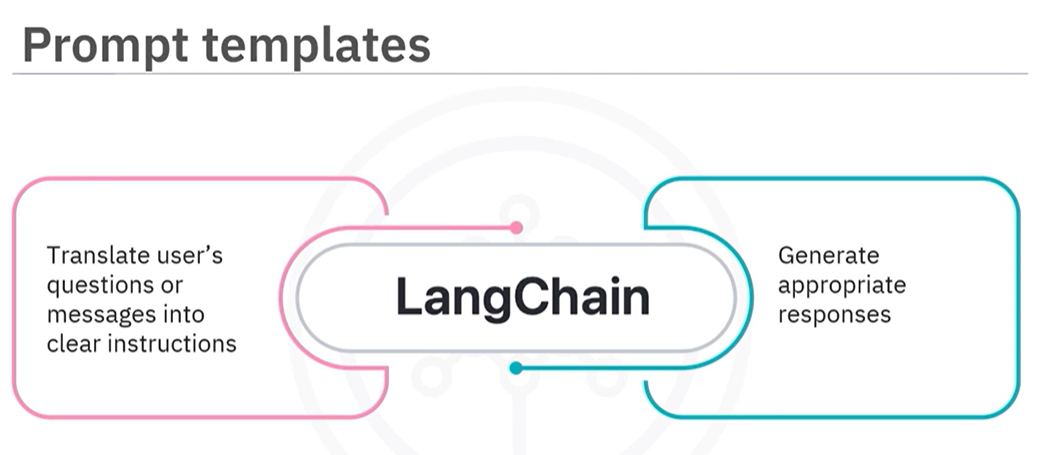 Prompt templates
Translate user’s
questions or
messages into
clear instructions
LangChain
Generate
appropriate
responses